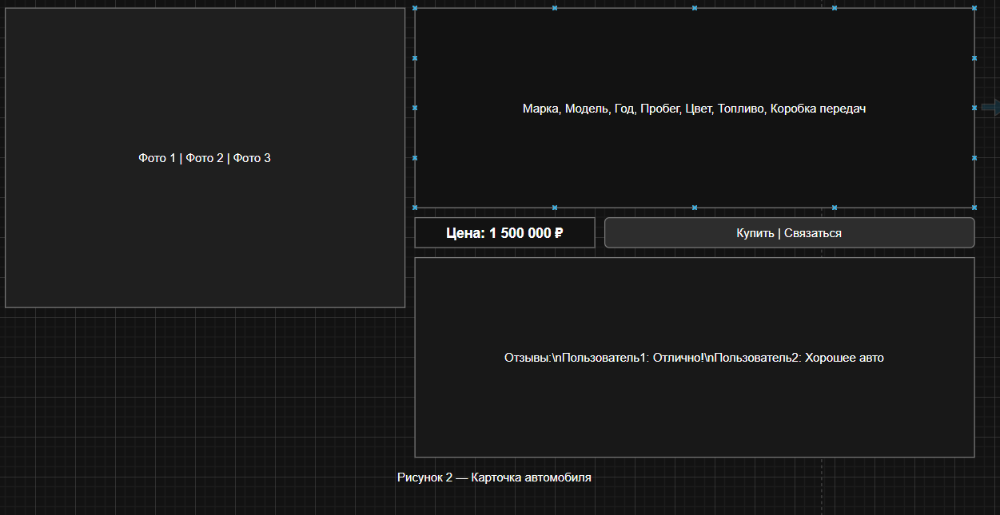 Фото 1 | Фото 2 | Фото 3
Марка, Модель, Год, Пробег, Цвет, Топливо, Коробка передач
Цена: 1 500 000 ₽
Купить | Связаться
Отзывы:\nПользователь1: Отлично!\nПользователь2: Хорошее авто
Рисунок 2 — Карточка автомобиля